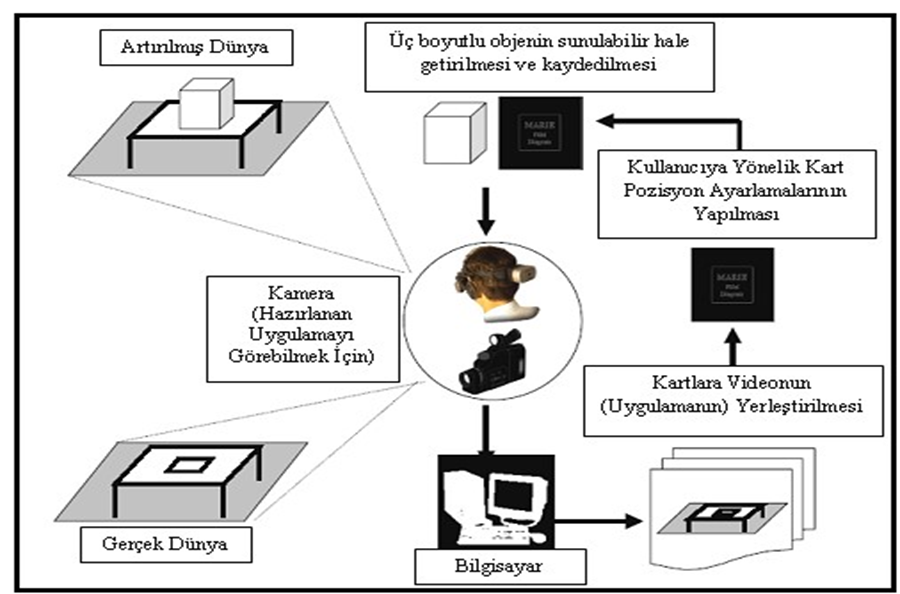 Artırılmış Dünya
Üç boyutlu objenin sunulabilir hale
getirilmesi ve kaydedilmesi
Kullanıcıya Yönelik Kart
Pozisyon Ayarlamalarının
Yapılması
Kamera
(Hazırlanan
Uygulamayı
Görebilmek İçin)
Kartlara Videonun
(Uygulamanın) Yerleştirilmesi
Gerçek Dünya
Bilgisayar